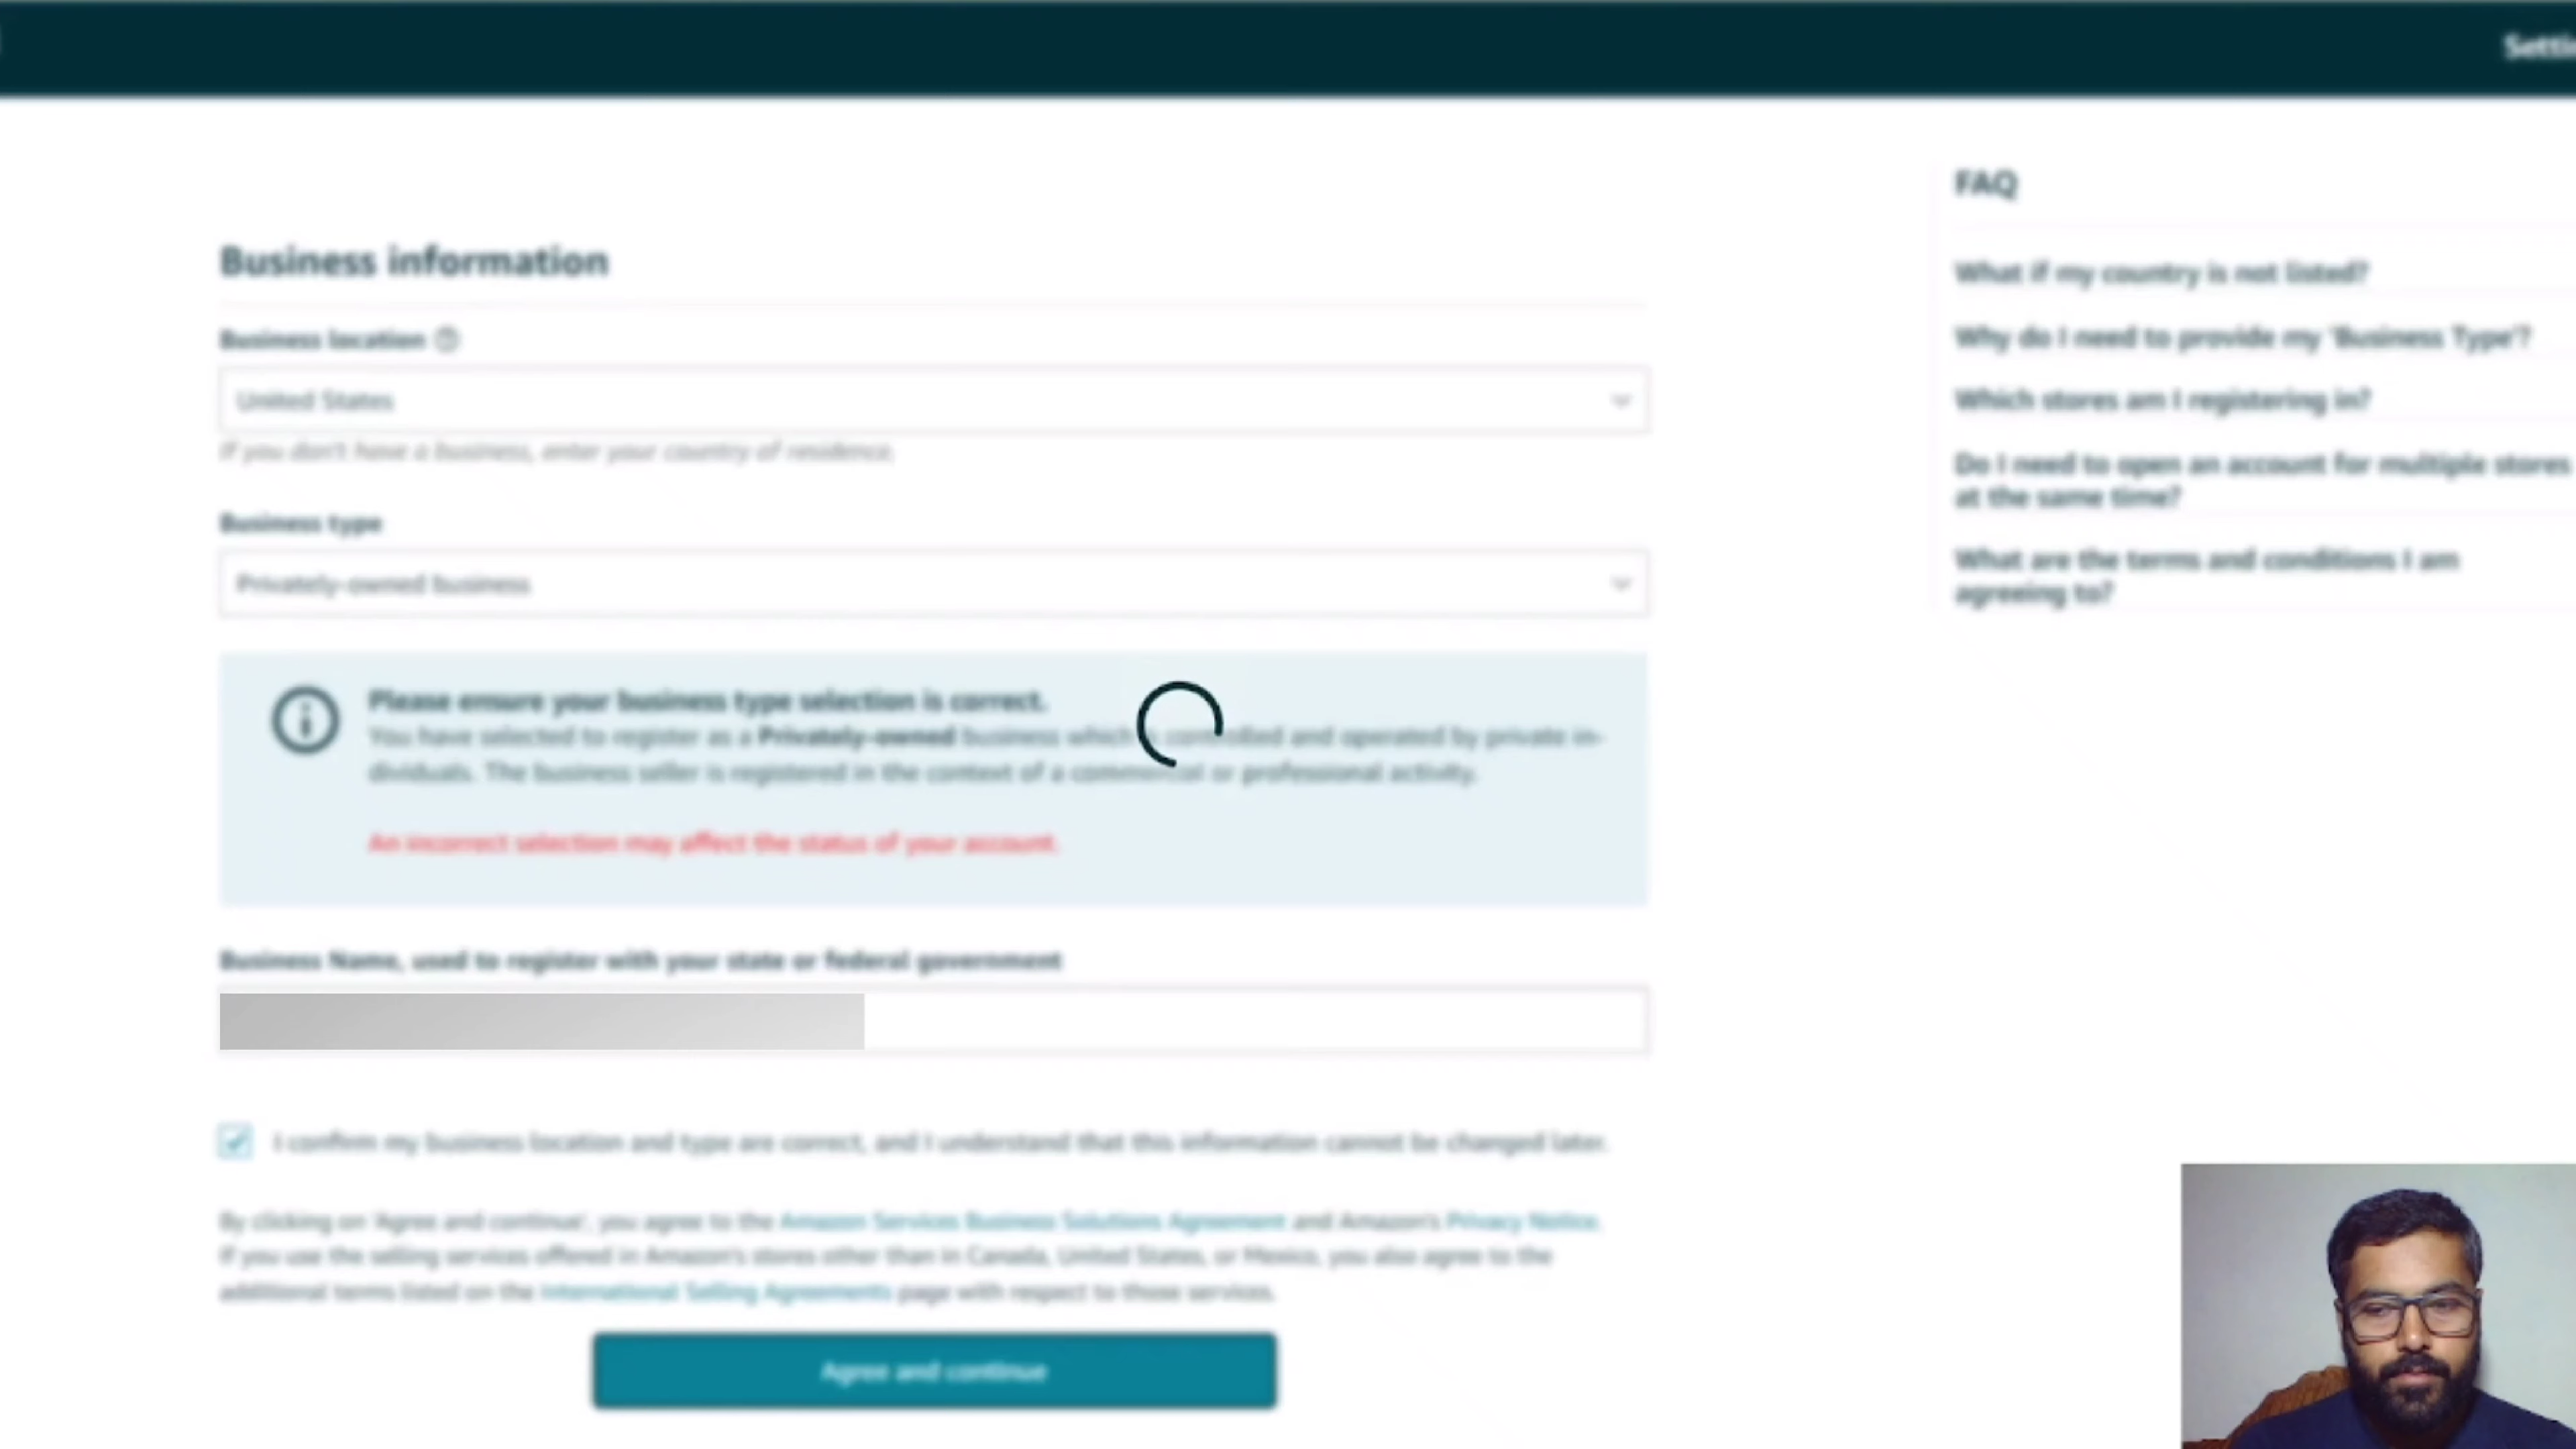 Business information
Business location
United States
If you don't have a business, enter your country of residence.
Business type
Privately-owned business
Please ensure your business type selection is correct.
You have selected to register as a Privately-owned business which is controlled and operated by private in-
dividuals. The business seller is registered in the context of a commercial or professional activity.
An incorrect selection may affect the status of your account.
Business Name, used to register with your state or federal government
I confirm my business location and type are correct, and I understand that this information cannot be changed later.
By clicking on 'Agree and continue', you agree to the Amazon Services Business Solutions Agreement and Amazon's Privacy Notice.
If you use the selling services offered in Amazon's stores other than in Canada, United States, or Mexico, you also agree to the
additional terms listed on the International Selling Agreements page with respect to those services.
Agree and continue
FAQ
What if my country is not listed?
Why do I need to provide my 'Business Type'?
Which stores am I registering in?
Do I need to open an account for multiple stores
at the same time?
What are the terms and conditions I am
agreeing to?